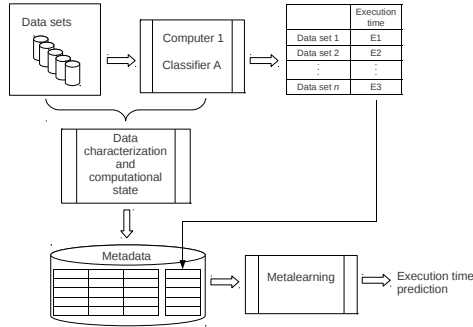 Data sets
Computer 1
Classifier A
Execution
time
Data set 1 E1
Data set 2 E2
⋮ ⋮
Data set n E3
Data
characterization
and
computational
state
Metadata
Metalearning
Execution time
prediction